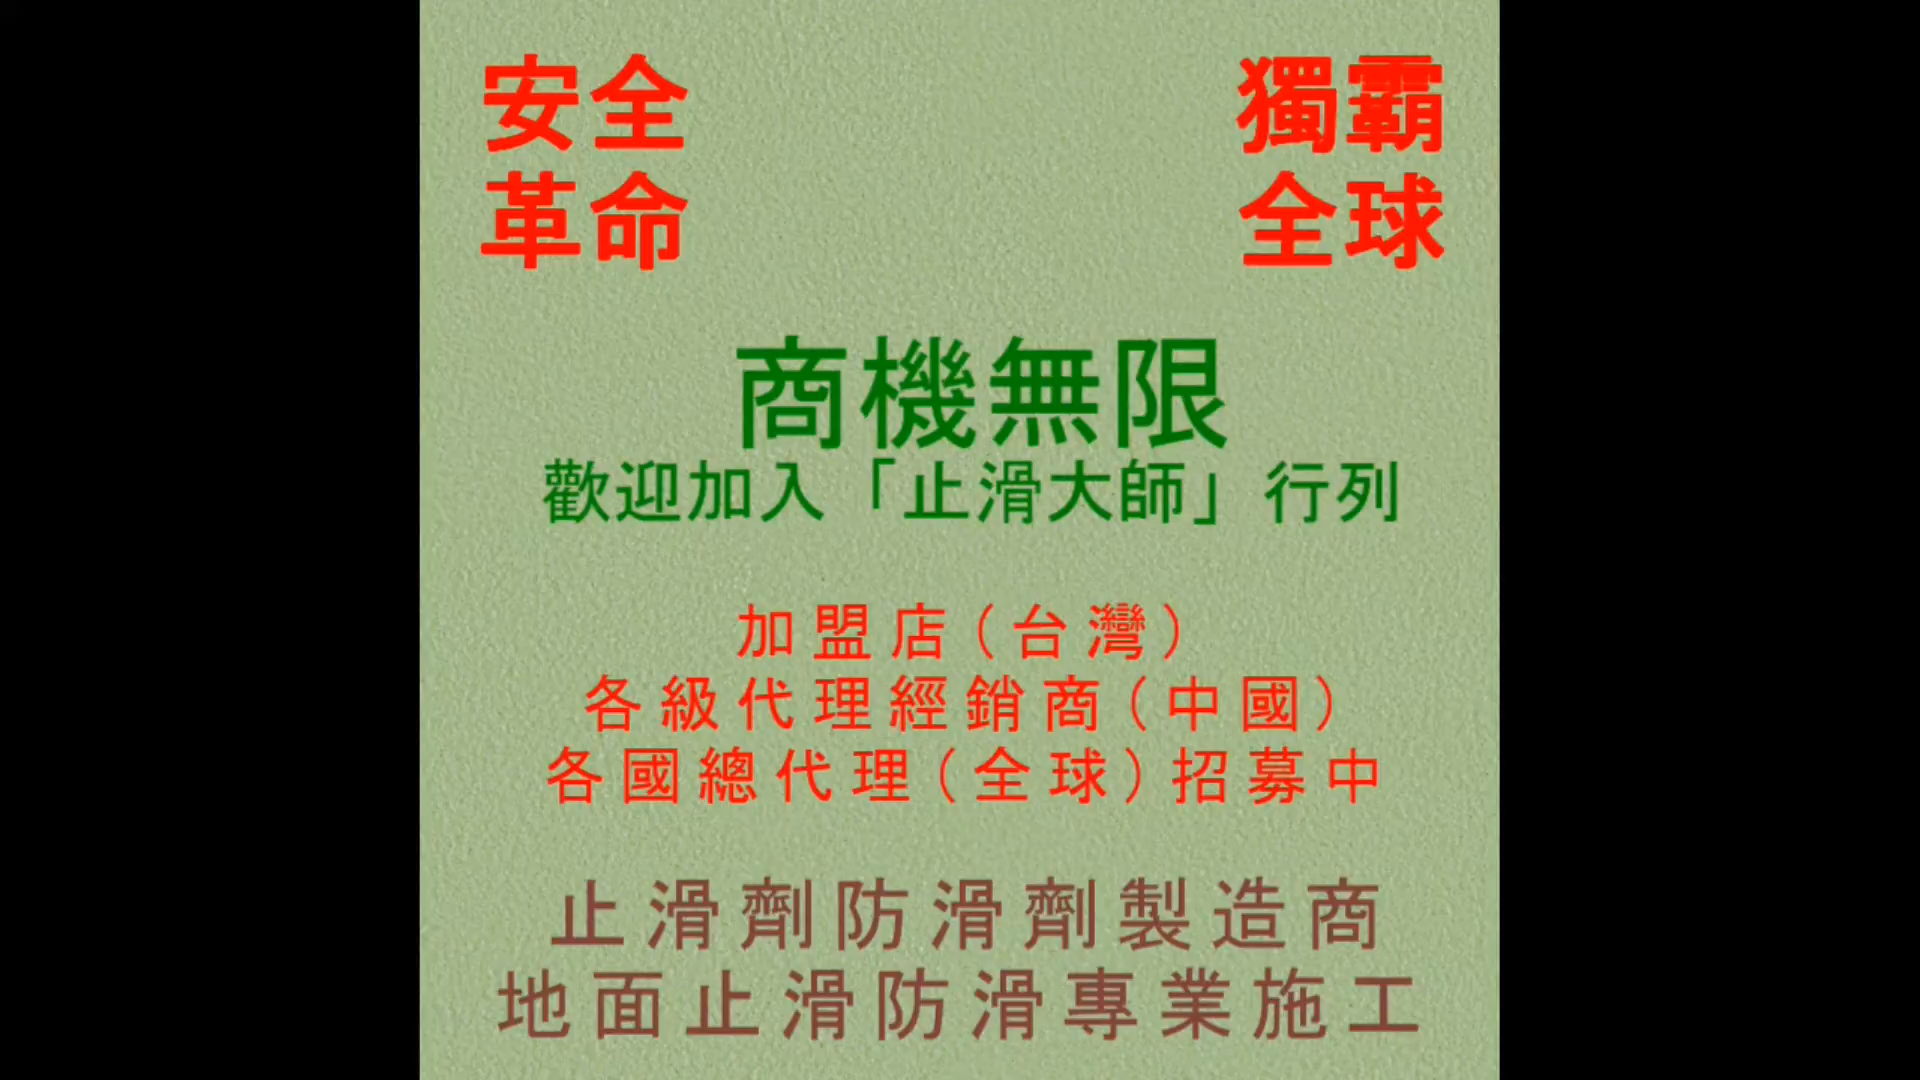 安全
革命
獨霸
全球
商機無限
歡迎加入「止滑大師」行列
加盟店(台灣)
各級代理經銷商(中國)
各國總代理(全球)招募中
止滑劑防滑劑製造商
地面止滑防滑專業施工